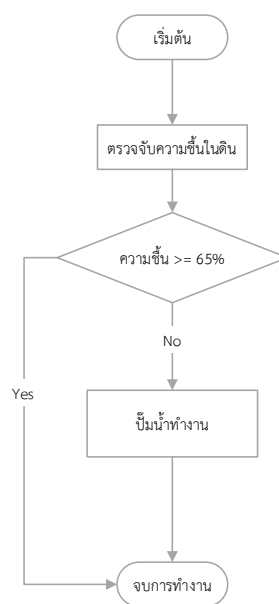 เริ่มต้น
ตรวจจับความชื้นในดิน
ความชื้น >= 65%
No
Yes
ปั๊มน้ำทำงาน
จบการทำงาน